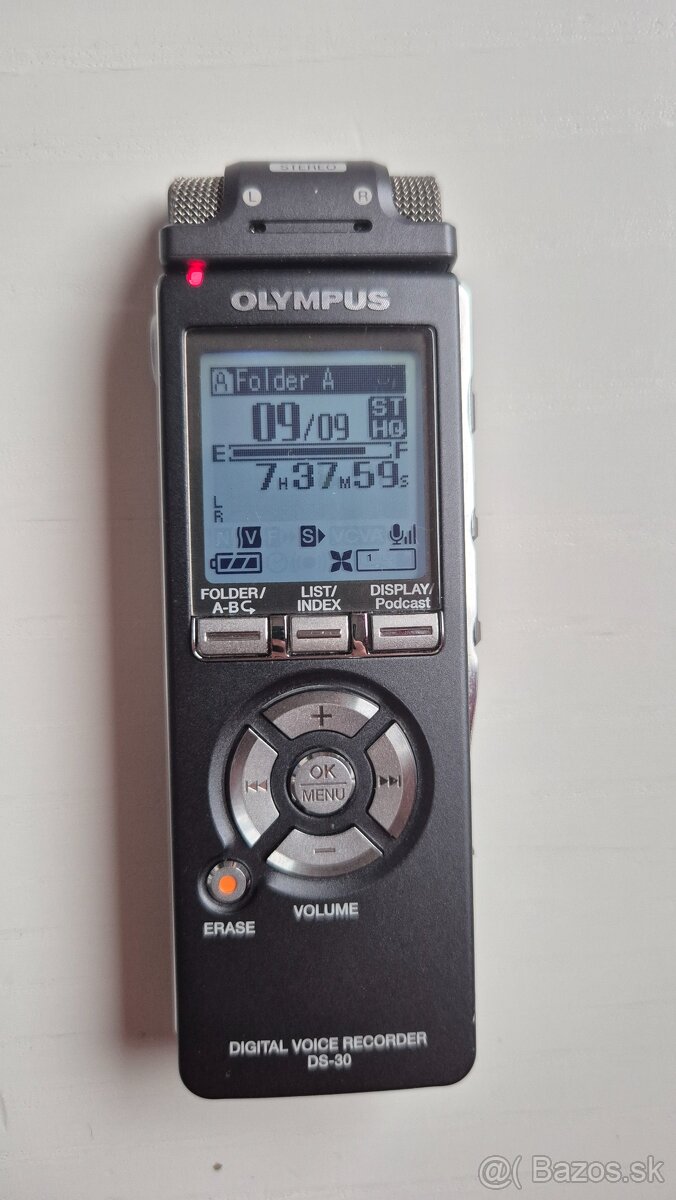 STEREO
L R
OLYMPUS
A Folder A
09/09 ST HQ
E F
7H37M59S
L
R
V S VCVA
1
FOLDER/ LIST/ DISPLAY/
A-B INDEX Podcast
+
OK
MENU
−
ERASE VOLUME
DIGITAL VOICE RECORDER
DS-30
@( Bazos.sk